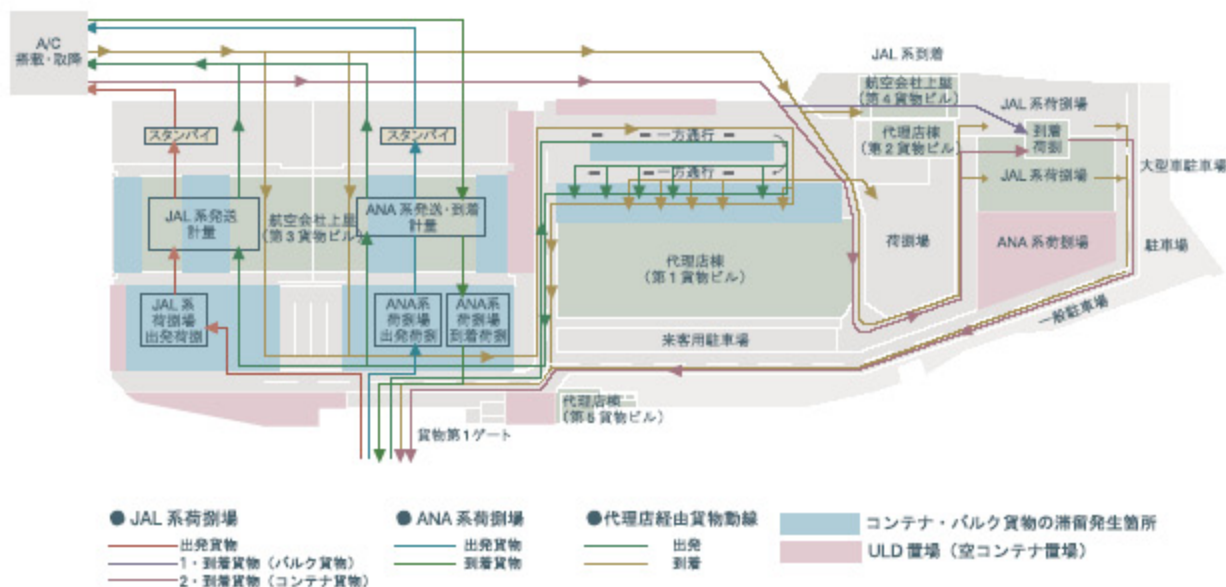 A/C
搭載・取降
JAL 系到着
航空会社上屋
(第４貨物ビル)
JAL 系荷捌場
スタンバイ
スタンバイ
一方通行
代理店棟
(第２貨物ビル)
到着
荷捌
大型車駐車場
一方通行
JAL 系荷捌場
JAL 系発送
計量
航空会社上屋
(第３貨物ビル)
ANA 系発送・到着
計量
荷捌場
ANA 系荷捌場
駐車場
代理店棟
(第１貨物ビル)
JAL 系
荷捌場
出発荷捌
ANA系
荷捌場
出発荷捌
ANA系
荷捌場
到着荷捌
一般駐車場
来客用駐車場
代理店棟
(第５貨物ビル)
貨物第1ゲート
● JAL 系荷捌場
出発貨物
1・到着貨物（バルク貨物）
2・到着貨物（コンテナ貨物）
● ANA 系荷捌場
出発貨物
到着貨物
●代理店経由貨物動線
出発
到着
コンテナ・バルク貨物の滞留発生箇所
ULD 置場（空コンテナ置場）